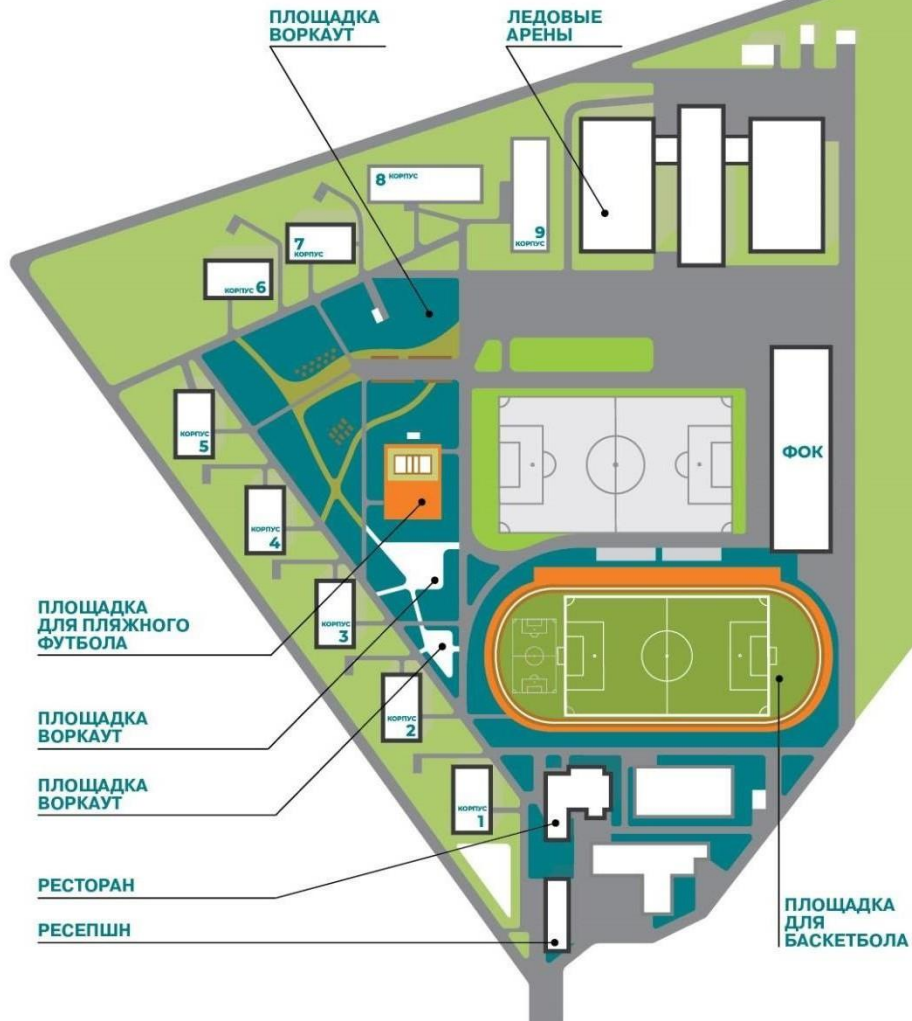 ПЛОЩАДКА
ВОРКАУТ
ЛЕДОВЫЕ
АРЕНЫ
8 КОРПУС
9
КОРПУС
7
КОРПУС
КОРПУС 6
КОРПУС
5
ФОК
КОРПУС
4
ПЛОЩАДКА
ДЛЯ ПЛЯЖНОГО
ФУТБОЛА
КОРПУС
3
КОРПУС
2
ПЛОЩАДКА
ВОРКАУТ
ПЛОЩАДКА
ВОРКАУТ
КОРПУС
1
РЕСТОРАН
РЕСЕПШН
ПЛОЩАДКА
ДЛЯ
БАСКЕТБОЛА